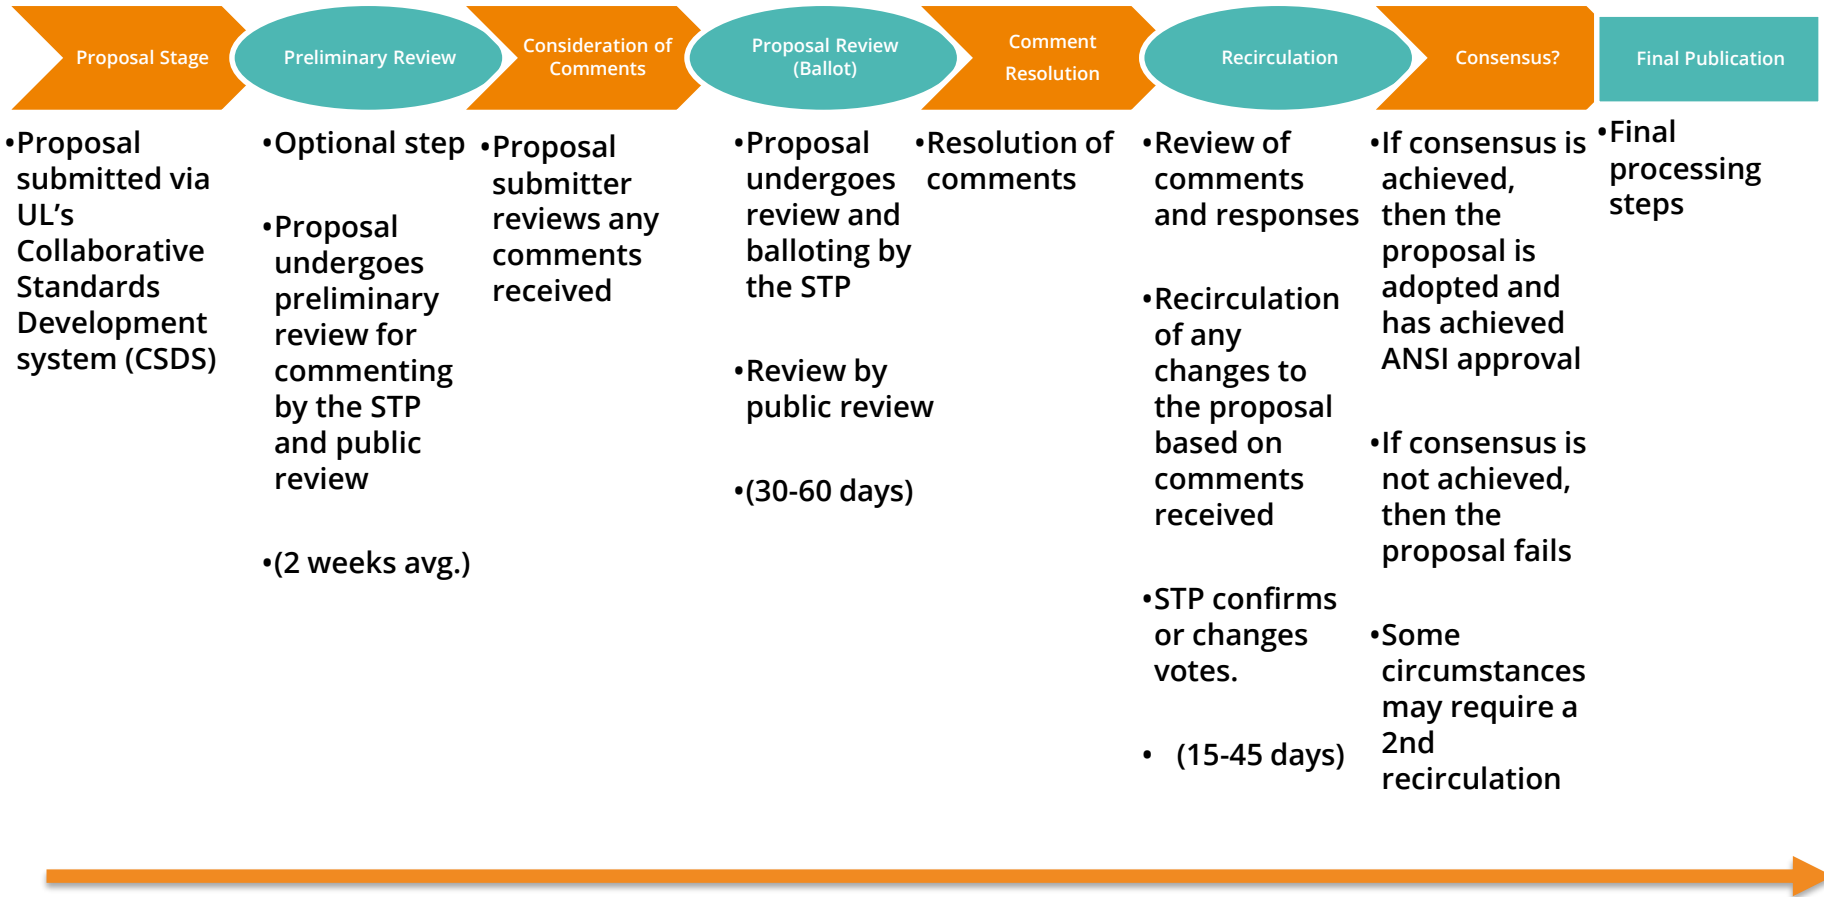 Proposal Stage
Preliminary Review
Consideration of
Comments
Proposal Review
(Ballot)
Comment
Resolution
Recirculation
Consensus?
Final Publication
•Proposal
submitted via
UL’s
Collaborative
Standards
Development
system (CSDS)
•Optional step
•Proposal
undergoes
preliminary
review for
commenting
by the STP
and public
review
•(2 weeks avg.)
•Proposal
submitter
reviews any
comments
received
•Proposal
undergoes
review and
balloting by
the STP
•Review by
public review
•(30-60 days)
•Resolution of
comments
•Review of
comments
and responses
•Recirculation
of any
changes to
the proposal
based on
comments
received
•STP confirms
or changes
votes.
• (15-45 days)
•If consensus is
achieved,
then the
proposal is
adopted and
has achieved
ANSI approval
•If consensus is
not achieved,
then the
proposal fails
•Some
circumstances
may require a
2nd
recirculation
•Final
processing
steps